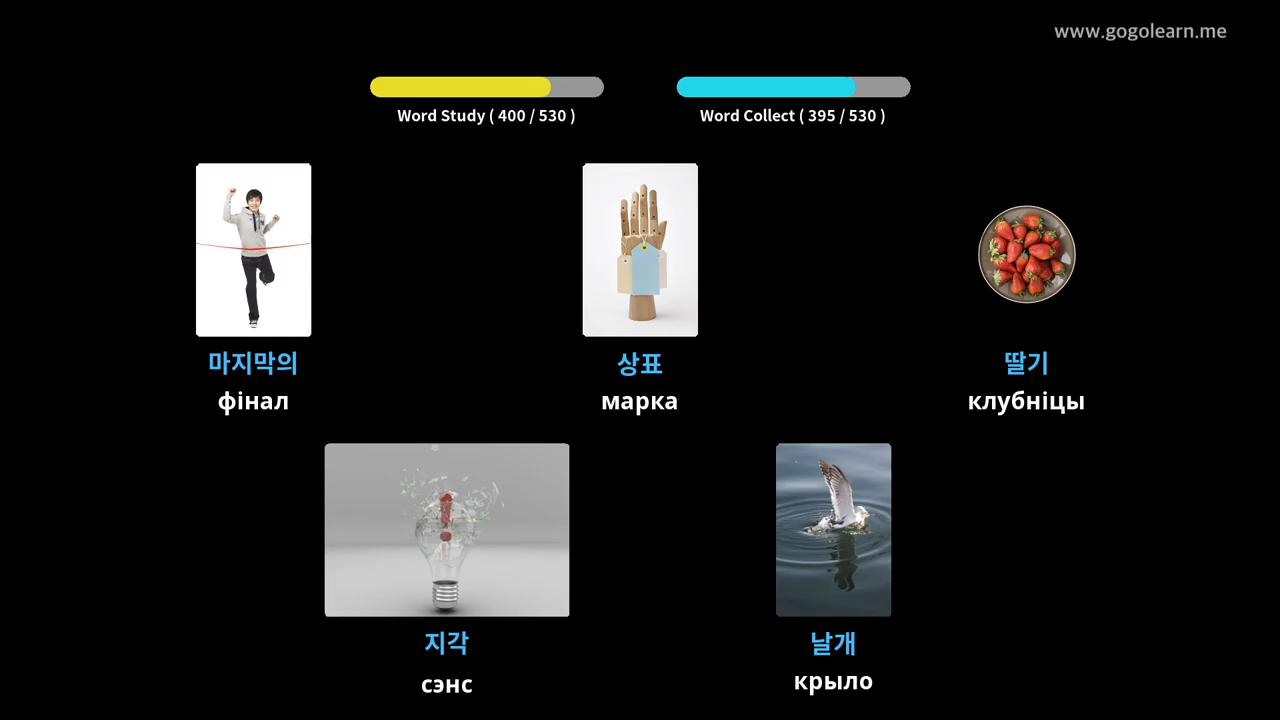 www.gogolearn.me
Word Study ( 400 / 530 )
Word Collect ( 395 / 530 )
마지막의
фінал
상표
марка
딸기
клубніцы
지각
сэнс
날개
крыло